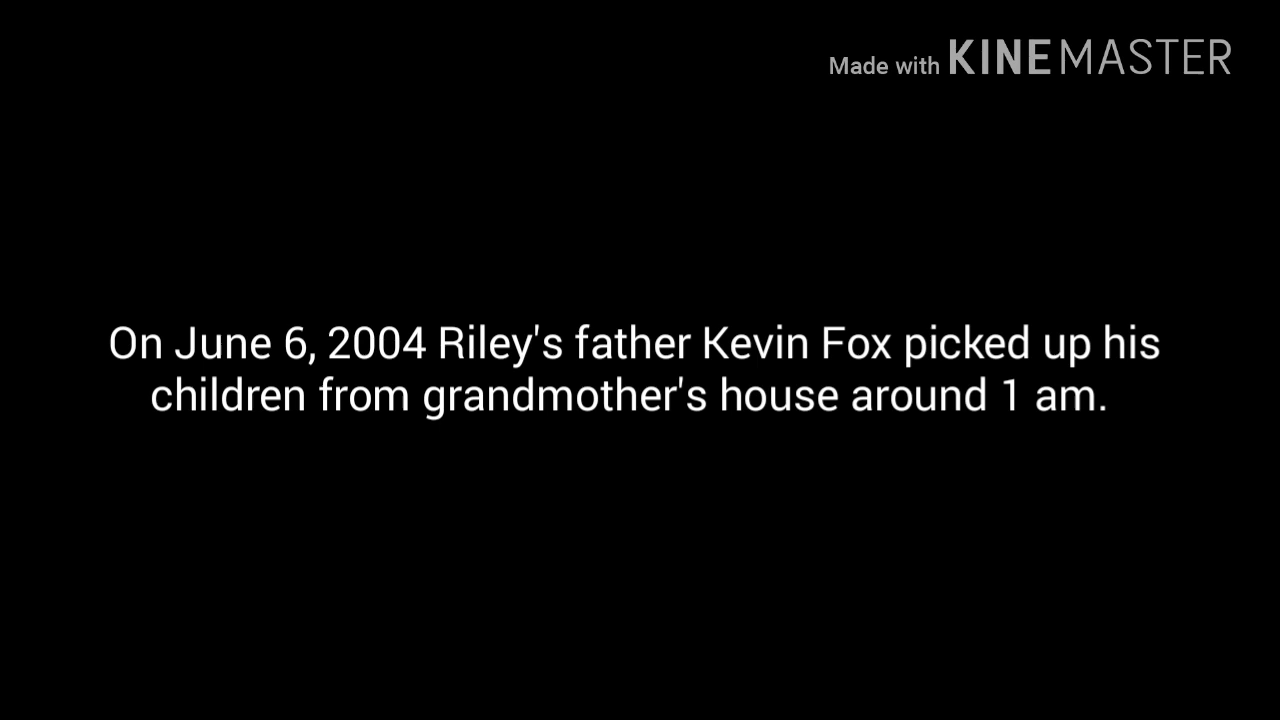 Made with KINEMASTER
On June 6, 2004 Riley's father Kevin Fox picked up his
children from grandmother's house around 1 am.